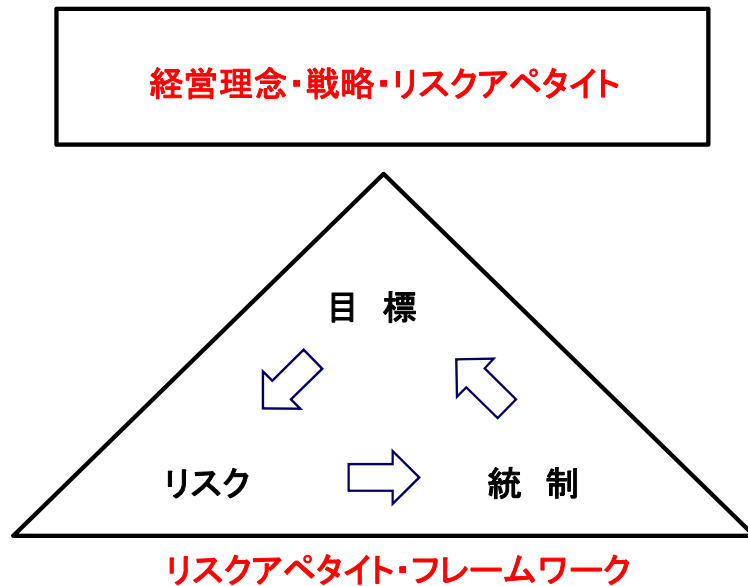 経営理念・戦略・リスクアペタイト
目 標
リスク
統 制
リスクアペタイト・フレームワーク